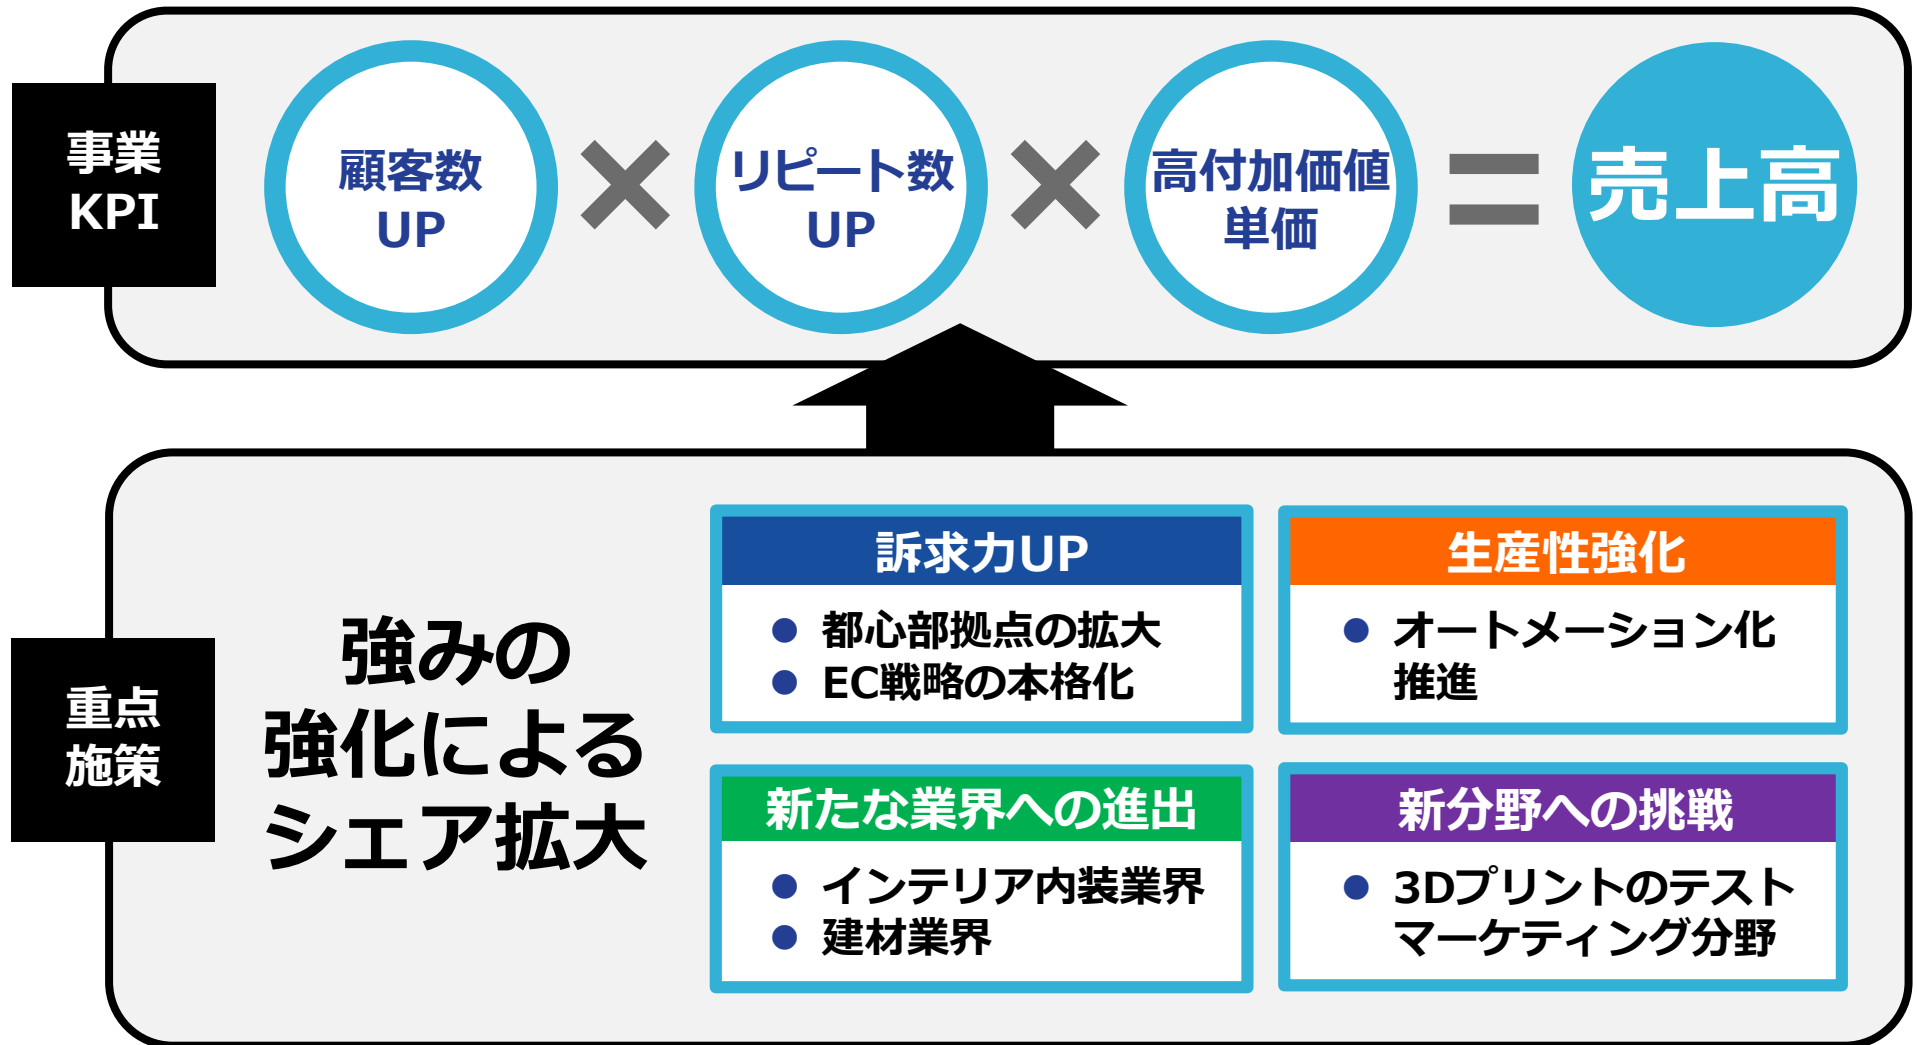 事業
KPI
顧客数
UP
×
リピート数
UP
×
高付加価値
単価
=
売上高
重点
施策
強みの
強化による
シェア拡大
訴求力UP
● 都心部拠点の拡大
● EC戦略の本格化
生産性強化
● オートメーション化
推進
新たな業界への進出
● インテリア内装業界
● 建材業界
新分野への挑戦
● 3Dプリントのテスト
マーケティング分野